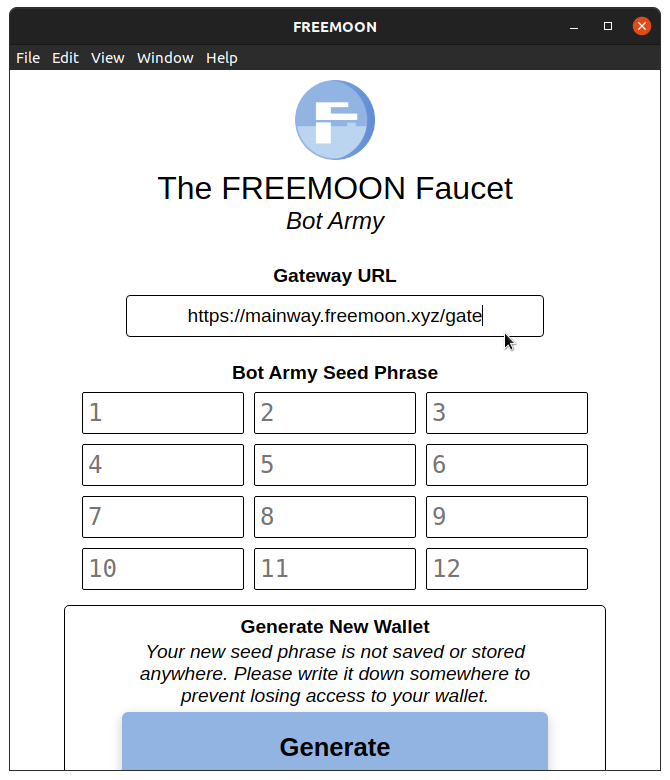 FREEMOON
File Edit View Window Help
The FREEMOON Faucet
Bot Army
Gateway URL
https://mainway.freemoon.xyz/gate
Bot Army Seed Phrase
1 2 3
4 5 6
7 8 9
10 11 12
Generate New Wallet
Your new seed phrase is not saved or stored
anywhere. Please write it down somewhere to
prevent losing access to your wallet.
Generate